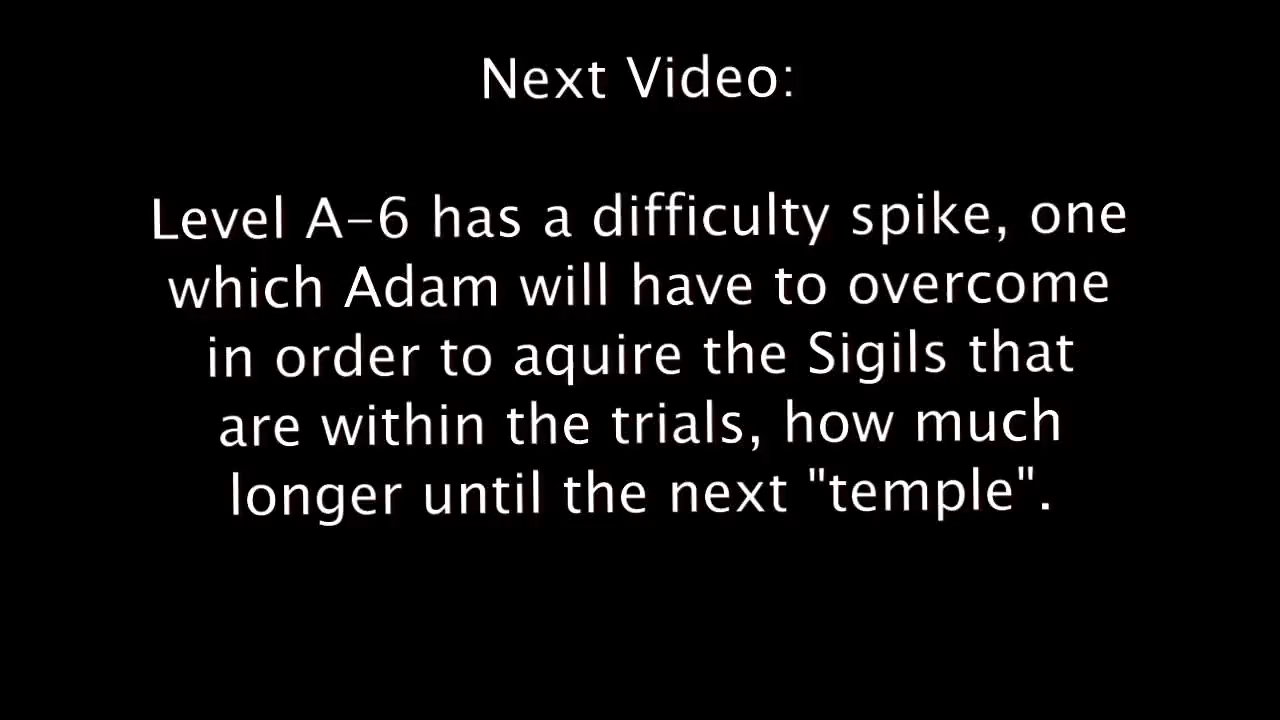 Next Video:
Level A-6 has a difficulty spike, one
which Adam will have to overcome
in order to aquire the Sigils that
are within the trials, how much
longer until the next "temple".